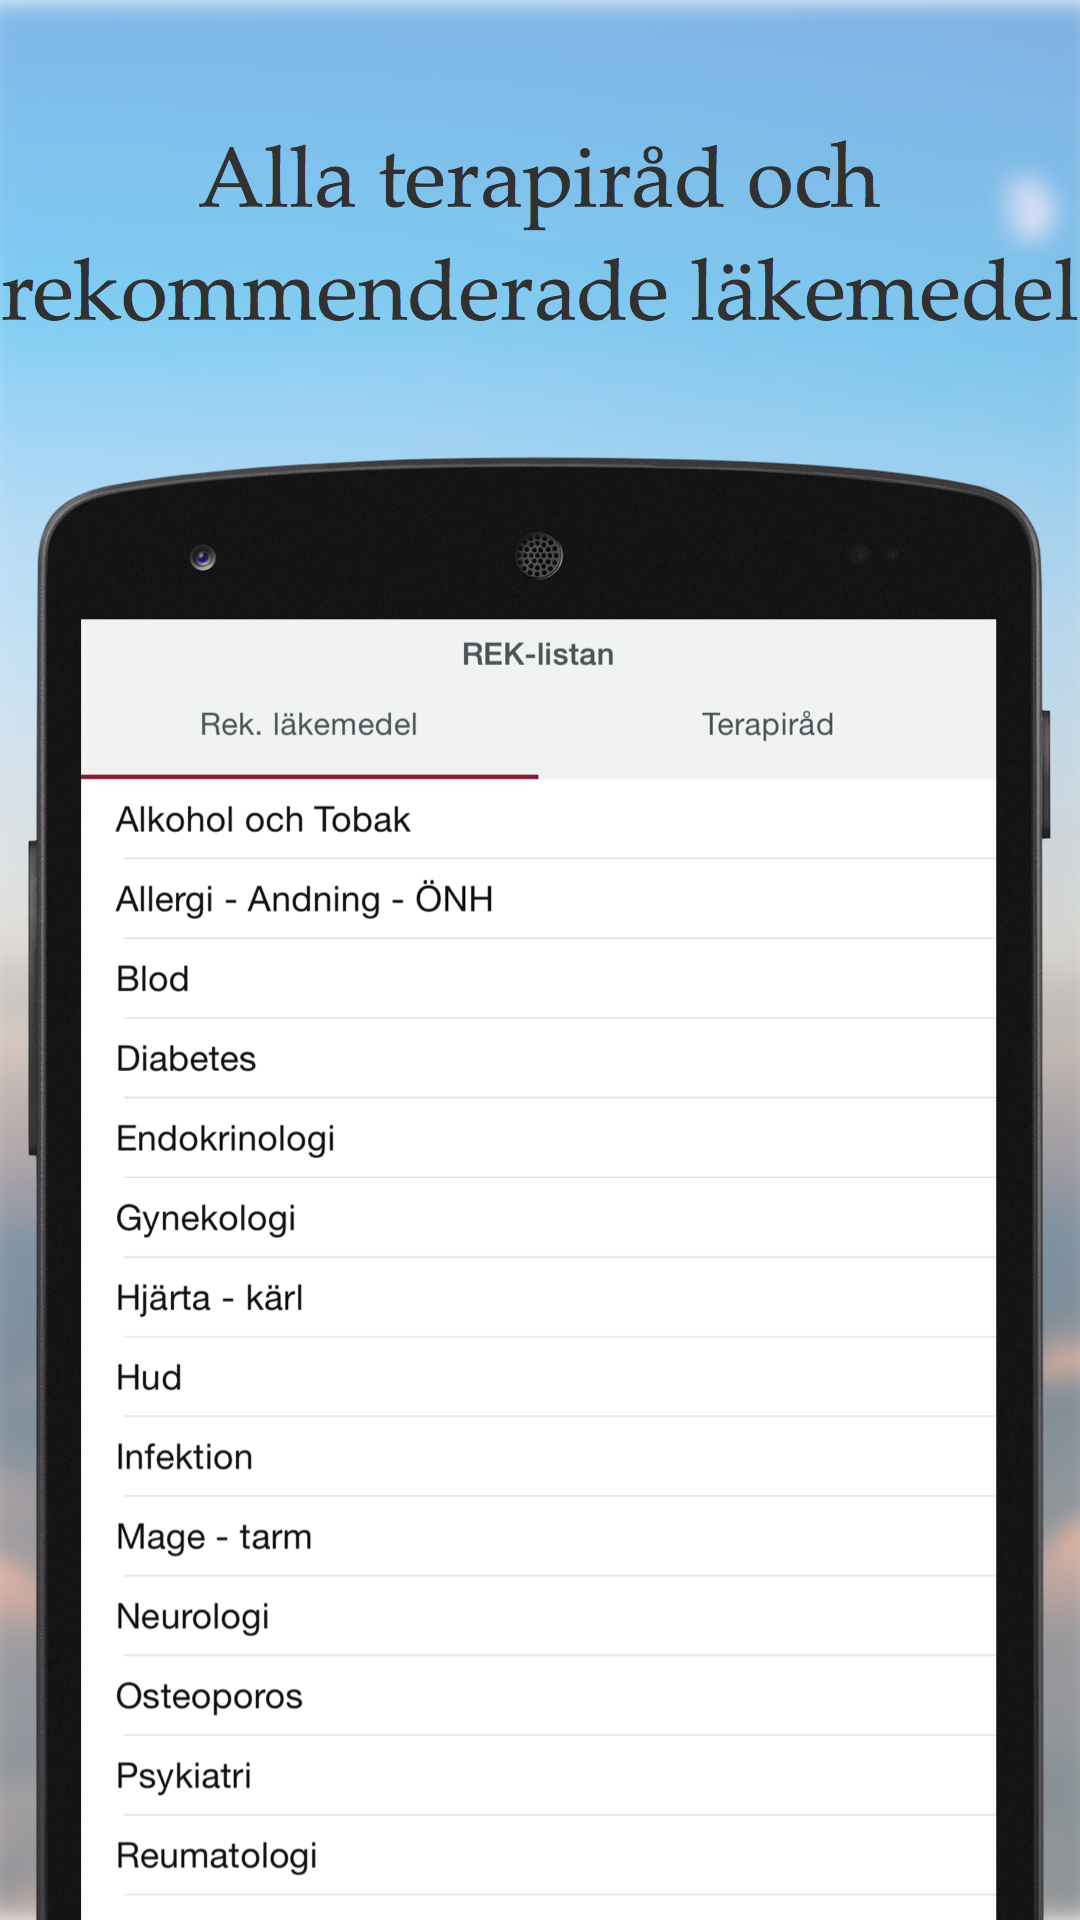 Alla terapiråd och
rekommenderade läkemedel
REK-listan
Rek. läkemedel
Terapiråd
Alkohol och Tobak
Allergi - Andning - ÖNH
Blod
Diabetes
Endokrinologi
Gynekologi
Hjärta - kärl
Hud
Infektion
Mage - tarm
Neurologi
Osteoporos
Psykiatri
Reumatologi